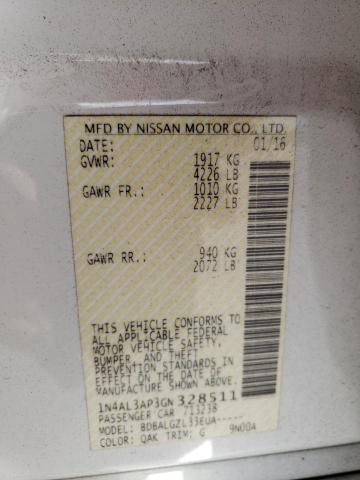 MFD BY NISSAN MOTOR CO., LTD.
DATE: 01/16
GVWR: 1917 KG
4226 LB
GAWR FR.: 1010 KG
2227 LB
GAWR RR.: 940 KG
2072 LB
THIS VEHICLE CONFORMS TO
ALL APPLICABLE FEDERAL
MOTOR VEHICLE SAFETY,
BUMPER, AND THEFT
PREVENTION STANDARDS IN
EFFECT ON THE DATE OF
MANUFACTURE SHOWN ABOVE.
1N4AL3AP3GN328511
PASSENGER CAR 713238
MODEL: BDBALGZL33EUA-----
COLOR: QAK TRIM: G 9N00A